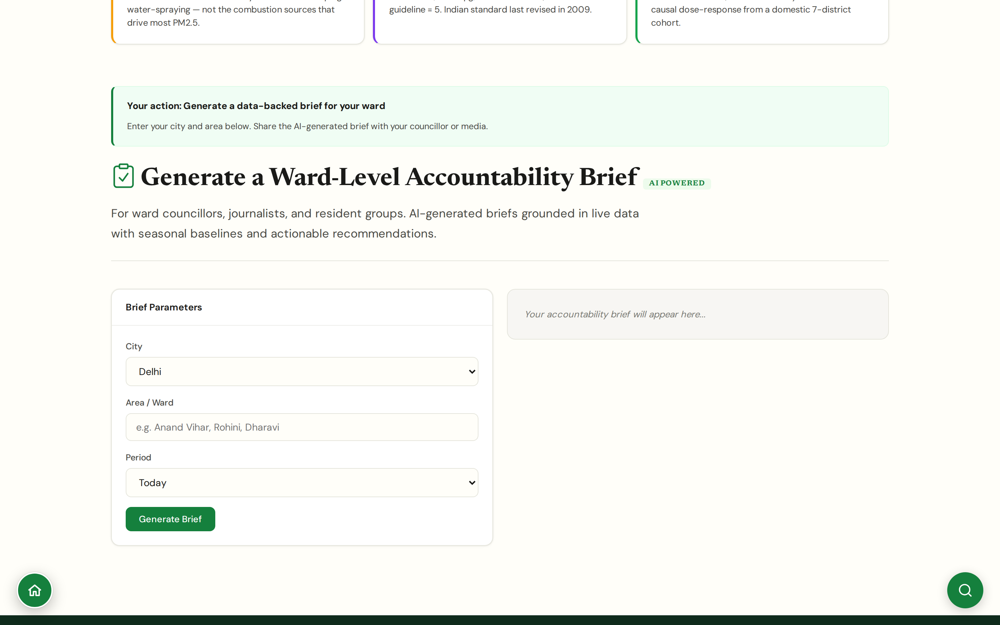 water-spraying — not the combustion sources that
drive most PM2.5.
guideline = 5. Indian standard last revised in 2009.
causal dose-response from a domestic 7-district
cohort.
Your action: Generate a data-backed brief for your ward
Enter your city and area below. Share the AI-generated brief with your councillor or media.
Generate a Ward-Level Accountability Brief AI POWERED
For ward councillors, journalists, and resident groups. AI-generated briefs grounded in live data
with seasonal baselines and actionable recommendations.
Brief Parameters
City
Delhi
Area / Ward
e.g. Anand Vihar, Rohini, Dharavi
Period
Today
Generate Brief
Your accountability brief will appear here...